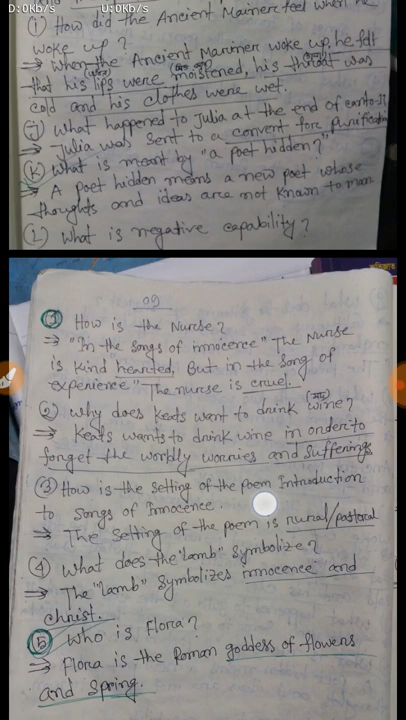 D:0Kb/s U:0Kb/s
(i) How did the Ancient Mainer feel when he
woke up?
⇒ When the Ancient Mariner woke up, he felt
that his lips were moistened, his throat was
cold and his clothes were wet.
(j) What happened to Julia at the end of canto-II
⇒ Julia was sent to a convent for Purification
(K) What is meant by "a poet hidden?"
⇒ A poet hidden means a new poet whose
thoughts and ideas are not known to man
(L) What is negative capability?
09
① How is the Nurse?
⇒ "In the songs of innocence" The Nurse
is kind hearted. But in the song of
experience" The nurse is cruel.
② Why does Keats want to drink wine?
⇒ Keats wants to drink wine in order to
forget the worldly worries and sufferings
③ How is the setting of the poem Introduction
to Songs of Innocence.
⇒ The setting of the poem is rural/pastoral
④ What does the "lamb" symbolize?
⇒ The "lamb" symbolizes innocence and
christ.
⑤ Who is Flora?
⇒ Flora is the Roman goddess of flowers
and spring.